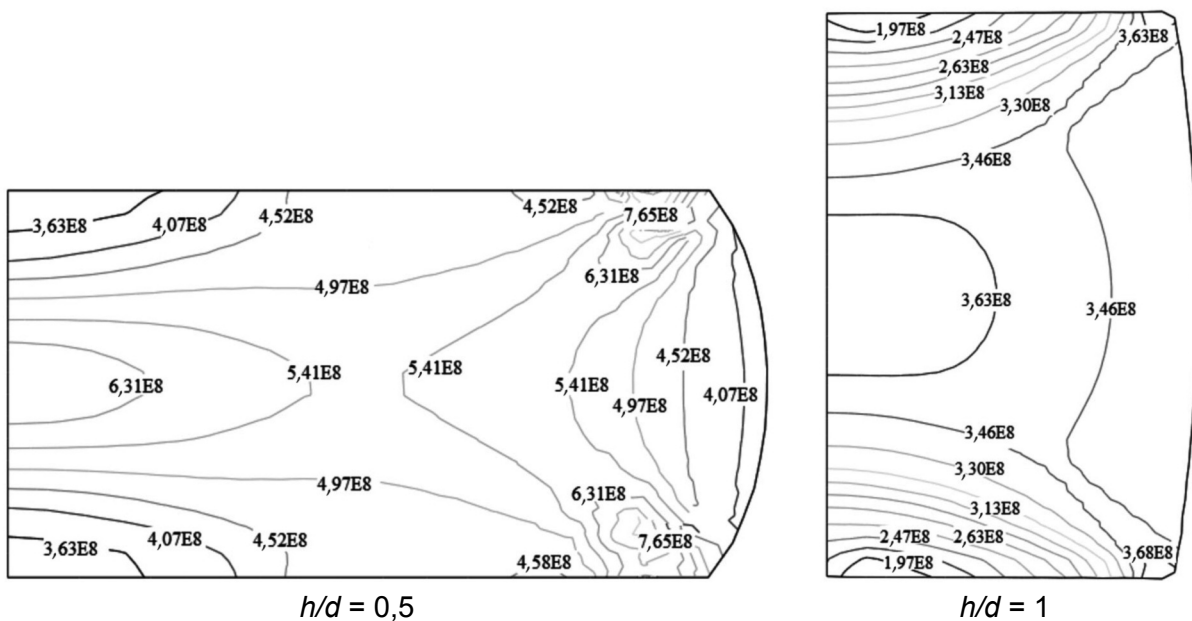 3,63E8
4,07E8
4,52E8
4,52E8
7,65E8
6,31E8
4,97E8
6,31E8
5,41E8
5,41E8
5,41E8
4,52E8
4,97E8
4,07E8
4,97E8
6,31E8
7,65E8
3,63E8
4,07E8
4,52E8
4,58E8
h/d = 0,5
1,97E8
2,47E8
3,63E8
2,63E8
3,13E8
3,30E8
3,46E8
3,63E8
3,46E8
3,46E8
3,30E8
3,13E8
2,47E8
2,63E8
3,68E8
1,97E8
h/d = 1